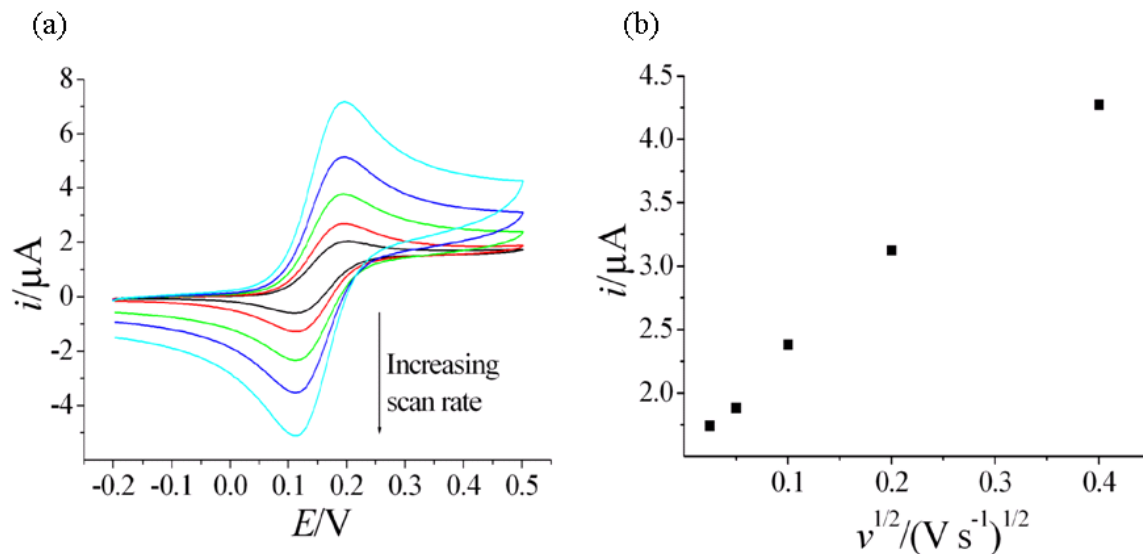 (a)
8
6
4
2
0
-2
-4
i/µA
-0.2 -0.1 0.0 0.1 0.2 0.3 0.4 0.5
E/V
Increasing
scan rate
(b)
4.5
4.0
3.5
3.0
2.5
2.0
i/µA
0.1 0.2 0.3 0.4
v^1/2/(V s^-1)^1/2